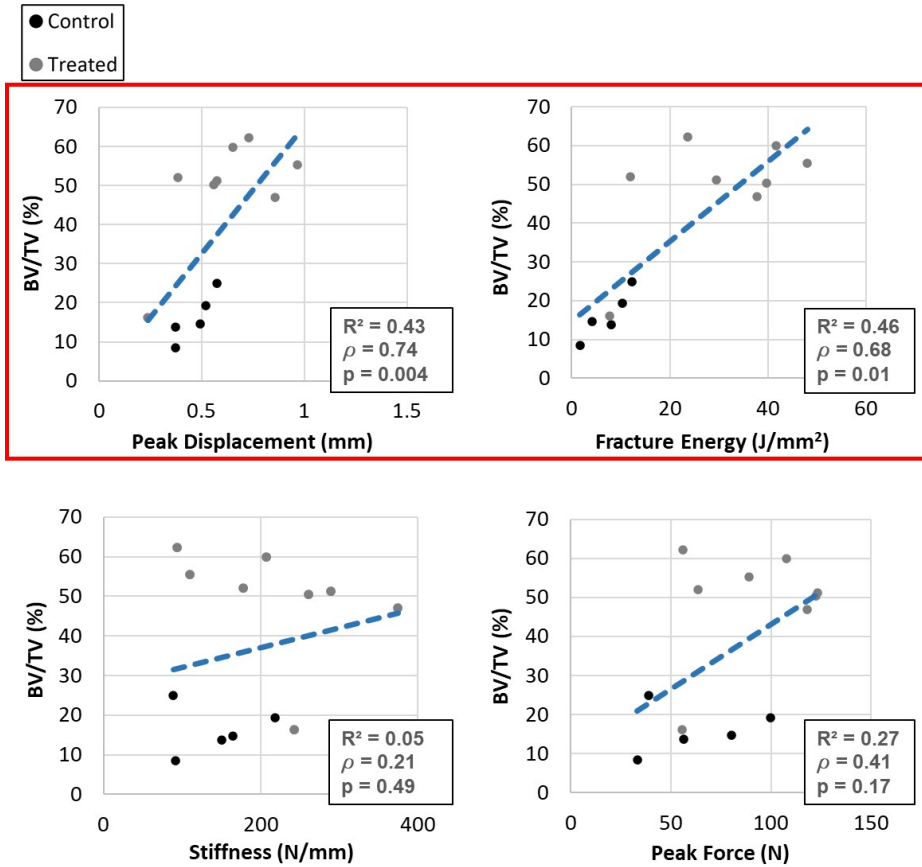 Control
Treated
70
60
50
40
30
20
10
0
BV/TV (%)
R² = 0.43
ρ = 0.74
p = 0.004
0 0.5 1 1.5
Peak Displacement (mm)
70
60
50
40
30
20
10
0
BV/TV (%)
R² = 0.46
ρ = 0.68
p = 0.01
0 20 40 60
Fracture Energy (J/mm²)
70
60
50
40
30
20
10
0
BV/TV (%)
R² = 0.05
ρ = 0.21
p = 0.49
0 200 400
Stiffness (N/mm)
70
60
50
40
30
20
10
0
BV/TV (%)
R² = 0.27
ρ = 0.41
p = 0.17
0 50 100 150
Peak Force (N)